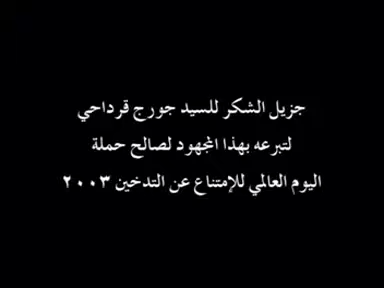 جزيل الشكر للسيد جورج قرداحي
لتبرعه بهذا المجهود لصالح حملة
اليوم العالمي للإمتناع عن التدخين ٢٠٠٣